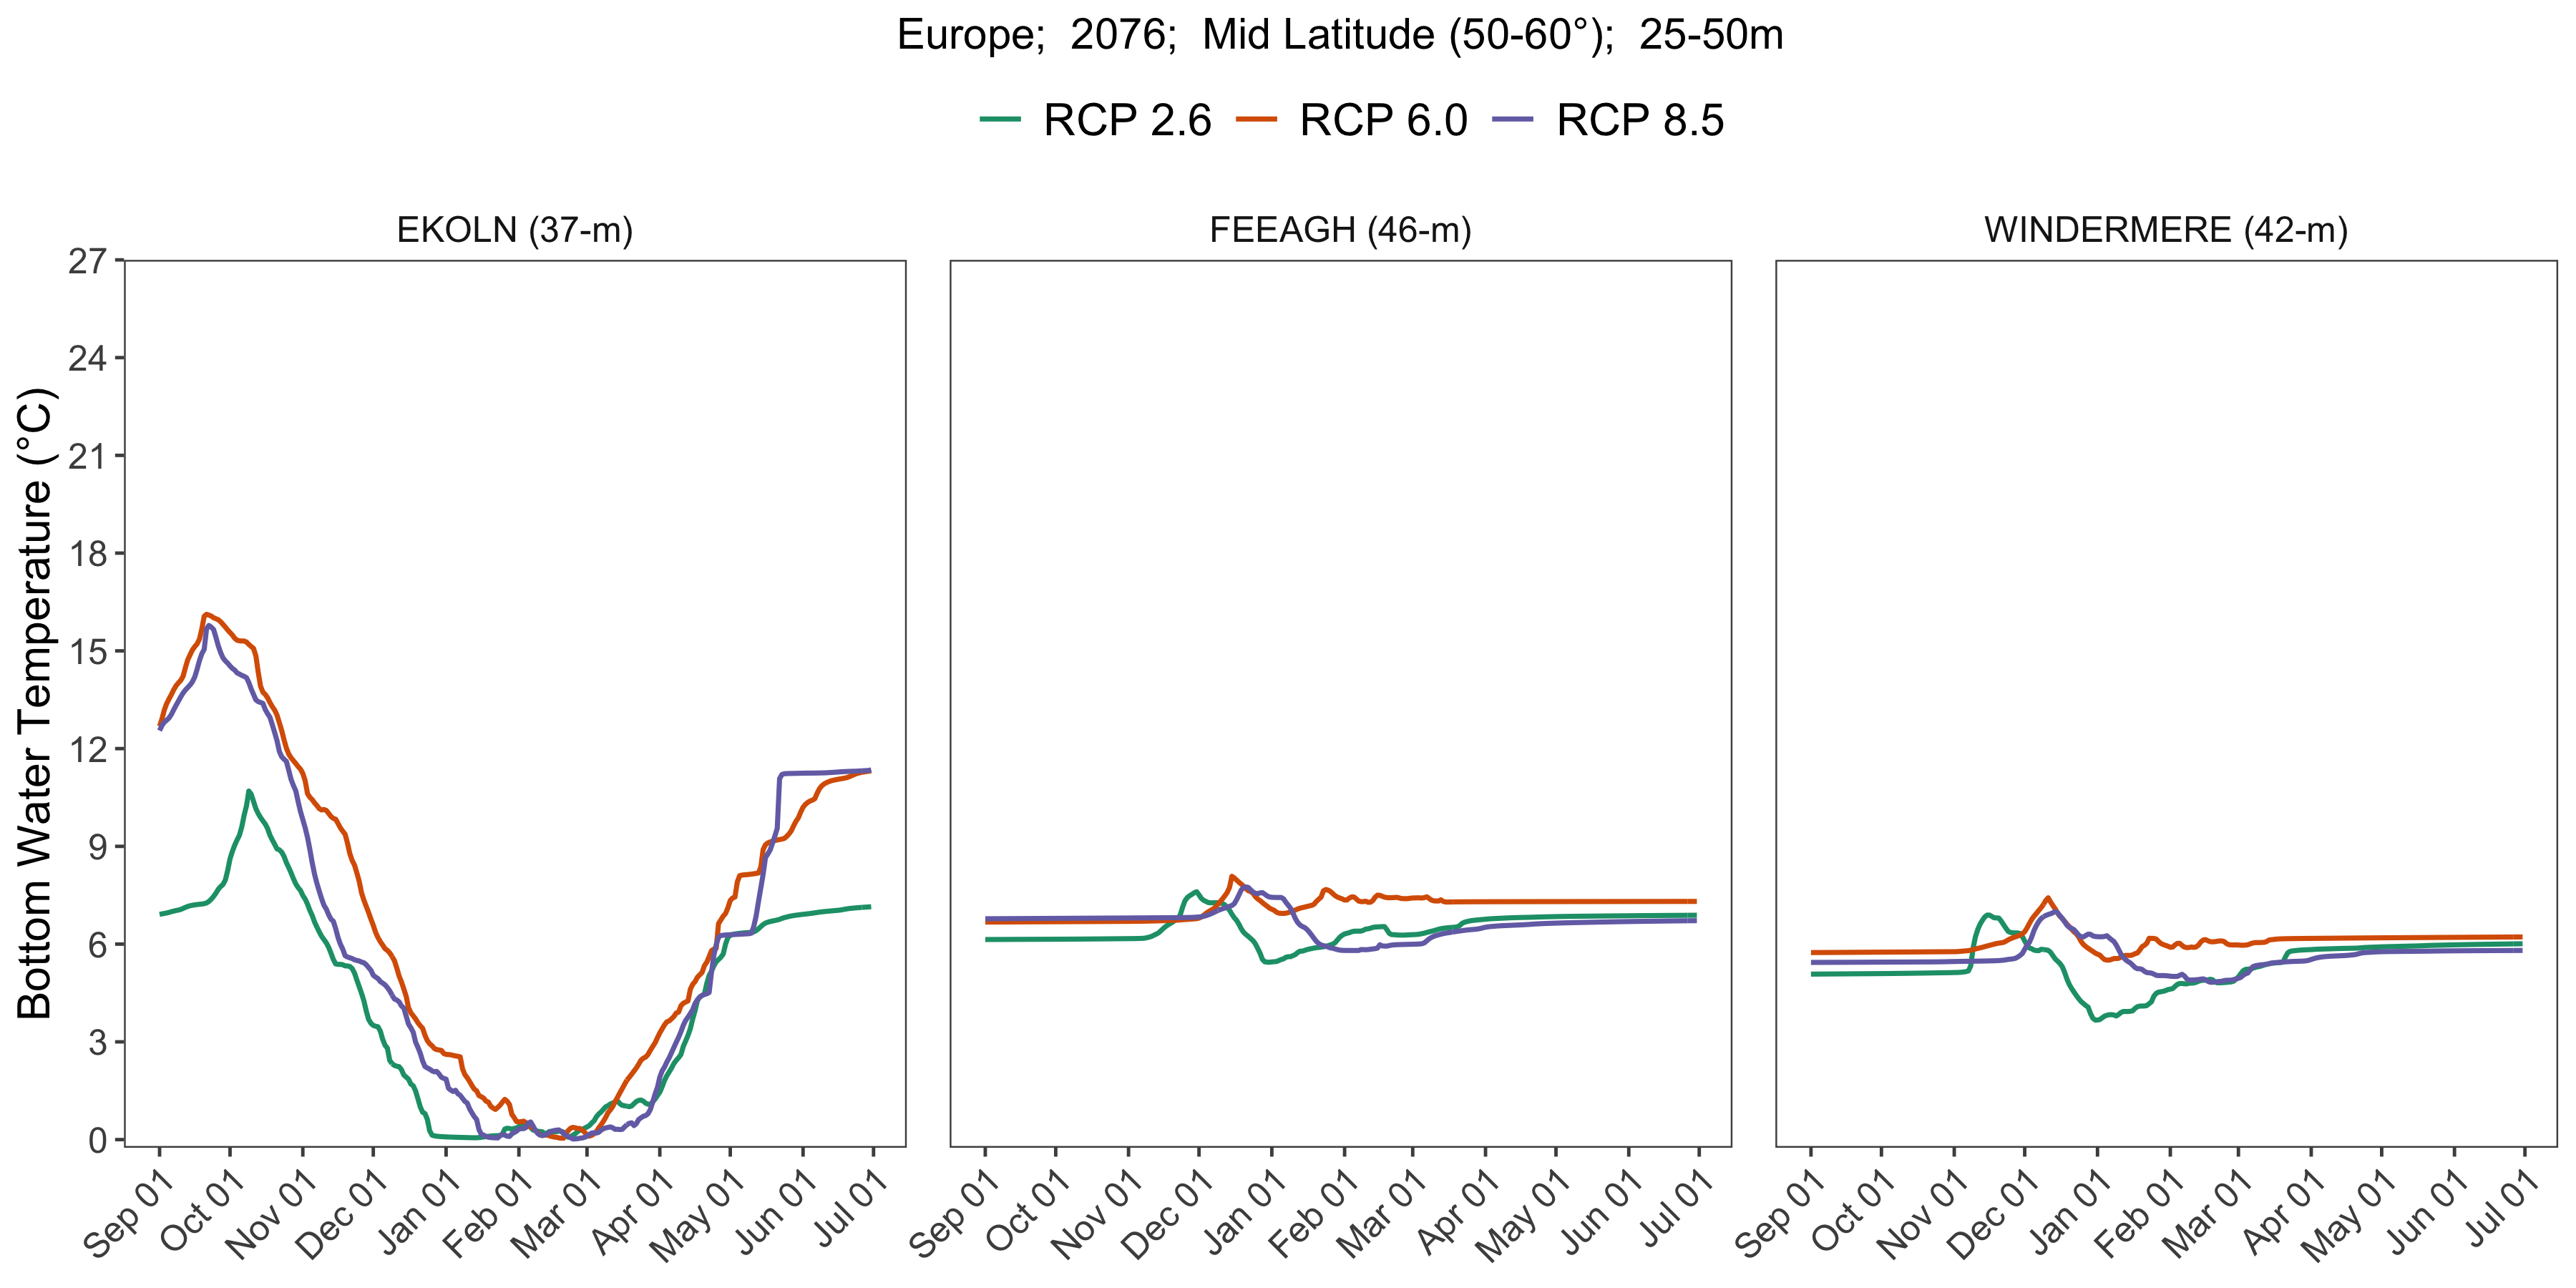 Europe;  2076;  Mid Latitude (50-60°);  25-50m
RCP 2.6 RCP 6.0 RCP 8.5
EKOLN (37-m) FEEAGH (46-m) WINDERMERE (42-m)
Bottom Water Temperature (°C)
27
24
21
18
15
12
9
6
3
0
Sep 01 Oct 01 Nov 01 Dec 01 Jan 01 Feb 01 Mar 01 Apr 01 May 01 Jun 01 Jul 01
Sep 01 Oct 01 Nov 01 Dec 01 Jan 01 Feb 01 Mar 01 Apr 01 May 01 Jun 01 Jul 01
Sep 01 Oct 01 Nov 01 Dec 01 Jan 01 Feb 01 Mar 01 Apr 01 May 01 Jun 01 Jul 01